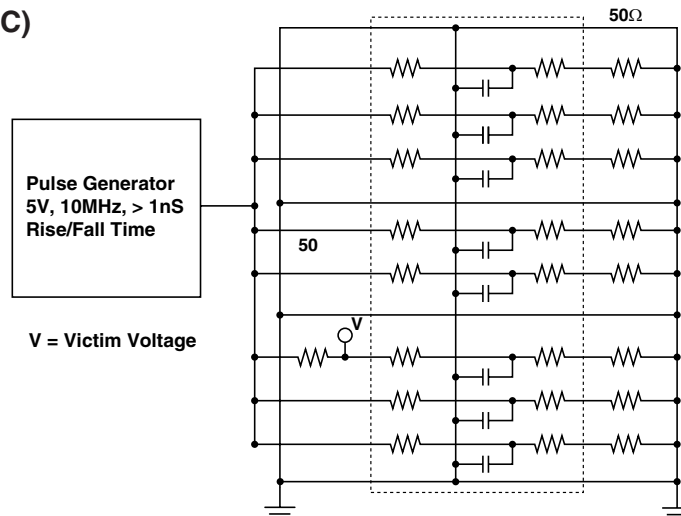 C)
50Ω
Pulse Generator
5V, 10MHz, > 1nS
Rise/Fall Time
50
V
V = Victim Voltage